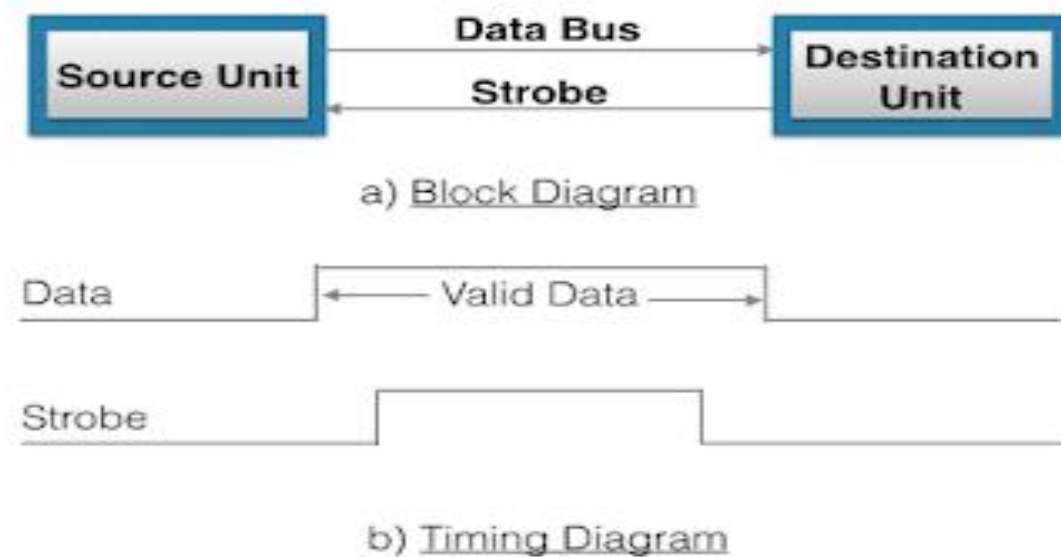 Source Unit
Data Bus
Strobe
Destination
Unit
a) Block Diagram
Data
Valid Data
Strobe
b) Timing Diagram